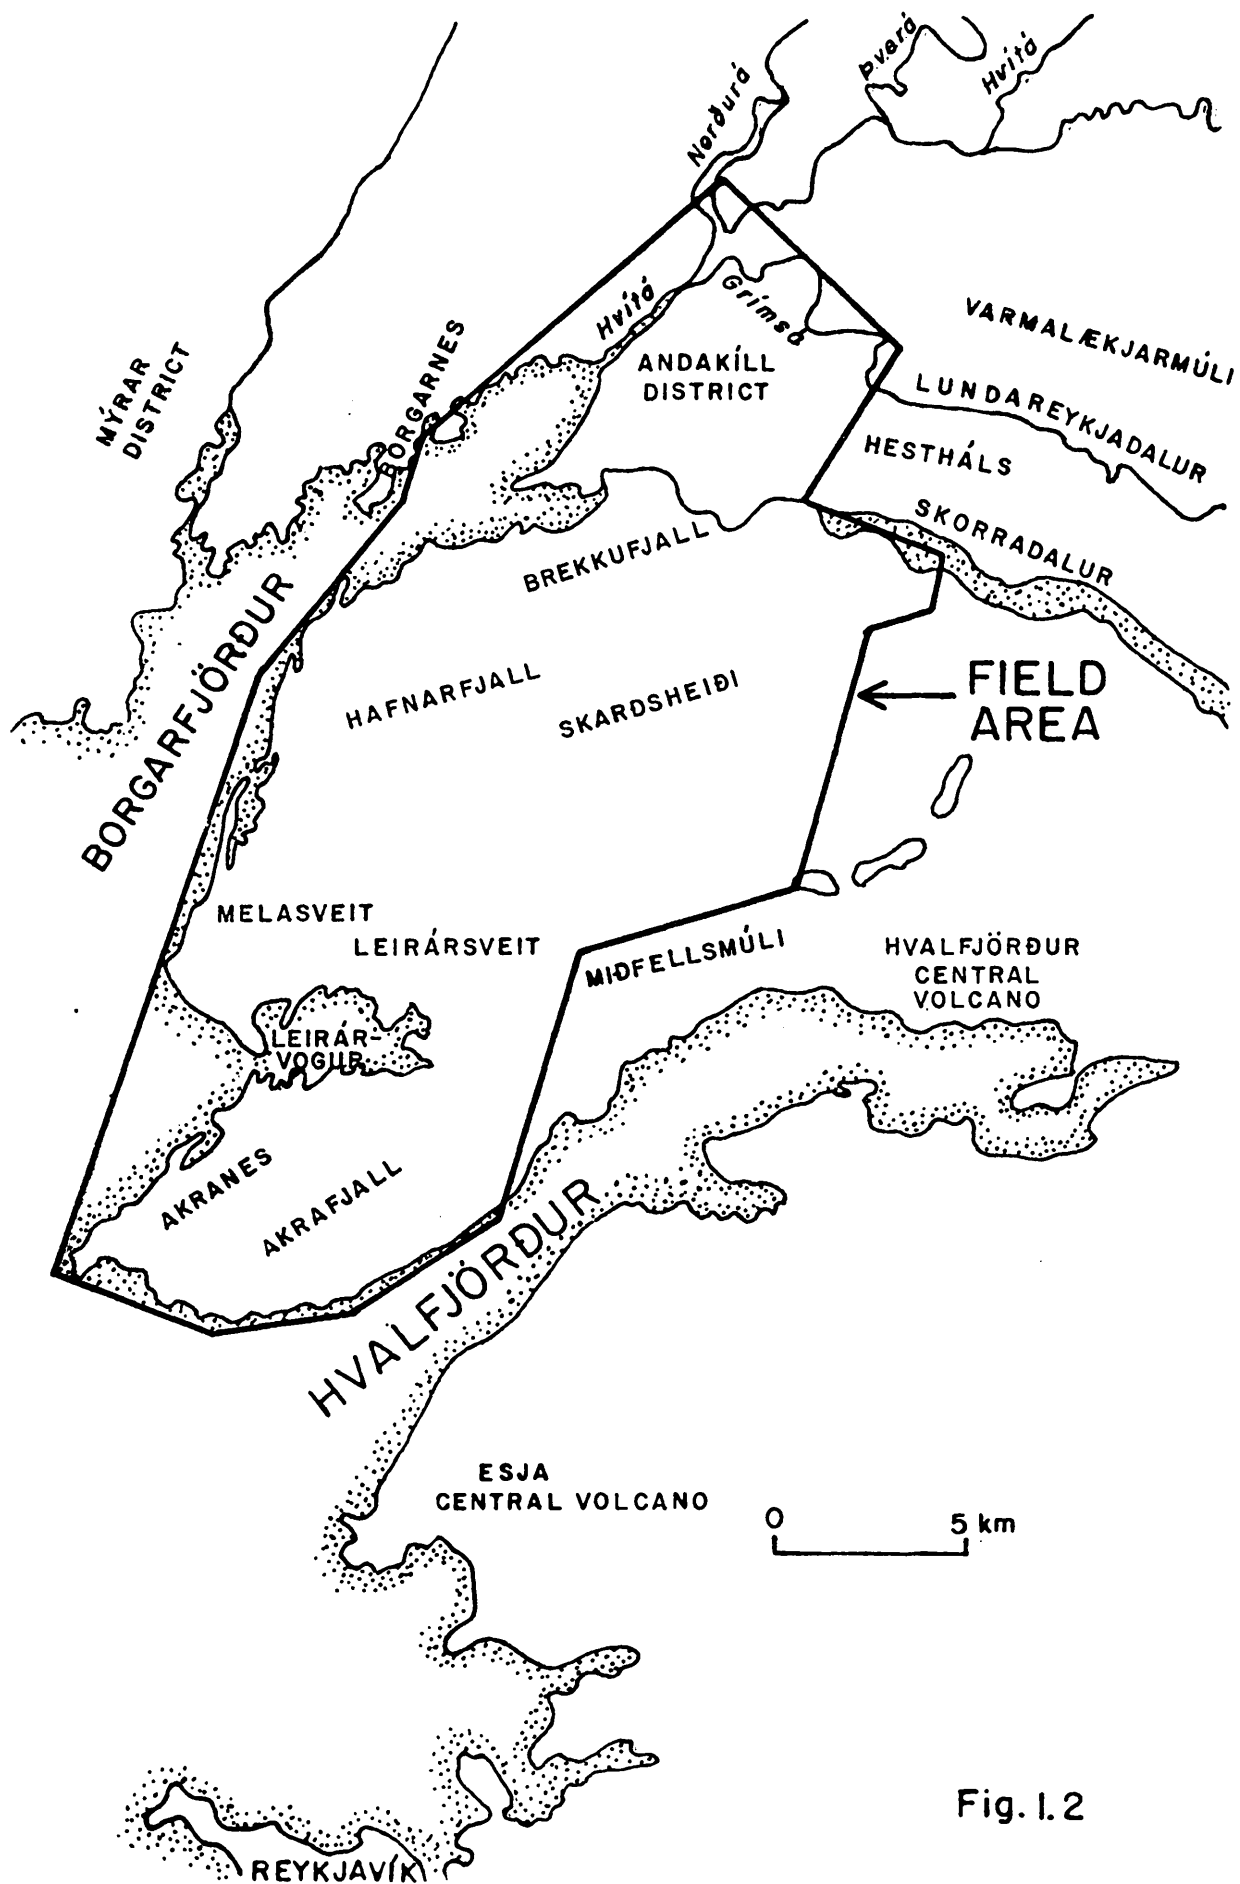 Norðurá
Þverá
Hvítá
VARMALÆKJARMÚLI
Hvítá
Grímsá
MÝRAR
DISTRICT
BORGARNES
ANDAKÍLL
DISTRICT
LUNDAREYKJADALUR
HESTHÁLS
SKORRADALUR
BREKKUFJALL
BORGARFJÖRÐUR
HAFNARFJALL
SKARÐSHEIÐI
FIELD
AREA
MELASVEIT
LEIRÁRSVEIT
MIÐFELLSMÚLI
HVALFJÖRÐUR
CENTRAL
VOLCANO
LEIRÁR-
VOGUR
AKRANES
AKRAFJALL
HVALFJÖRÐUR
ESJA
CENTRAL VOLCANO
0 5 km
Fig. 1.2
REYKJAVÍK